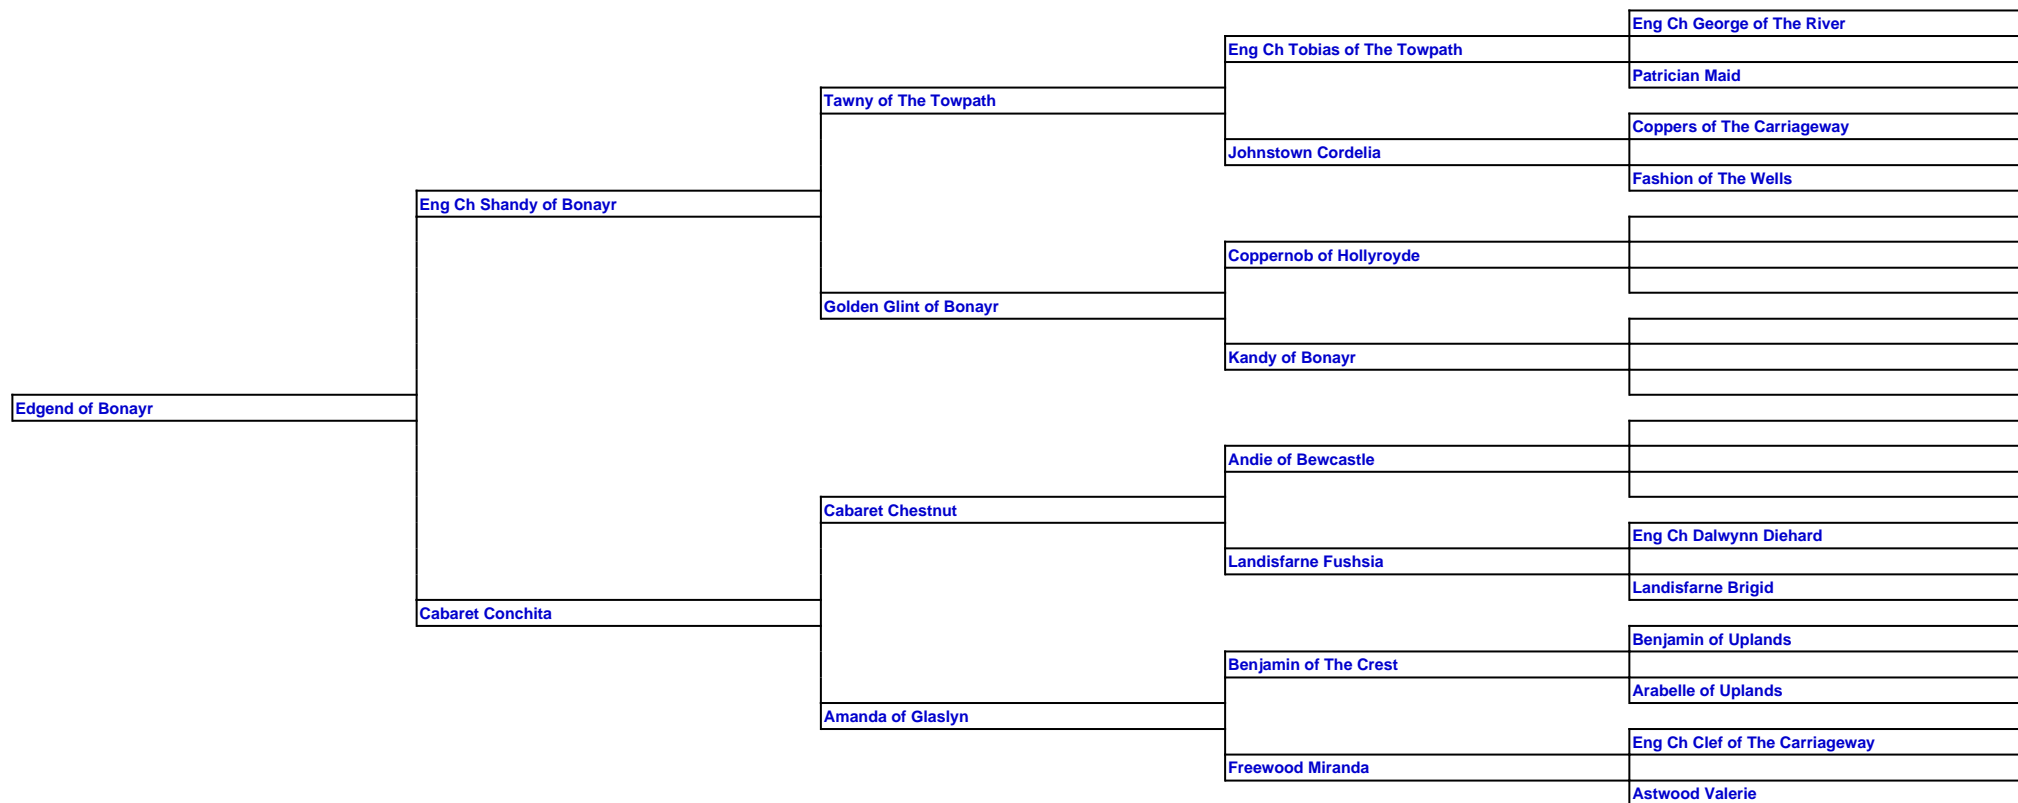 Eng Ch George of The River
Eng Ch Tobias of The Towpath
Patrician Maid
Tawny of The Towpath
Coppers of The Carriageway
Johnstown Cordelia
Fashion of The Wells
Eng Ch Shandy of Bonayr
Coppernob of Hollyroyde
Golden Glint of Bonayr
Kandy of Bonayr
Edgend of Bonayr
Andie of Bewcastle
Cabaret Chestnut
Eng Ch Dalwynn Diehard
Landisfarne Fushsia
Landisfarne Brigid
Cabaret Conchita
Benjamin of Uplands
Benjamin of The Crest
Arabelle of Uplands
Amanda of Glaslyn
Eng Ch Clef of The Carriageway
Freewood Miranda
Astwood Valerie